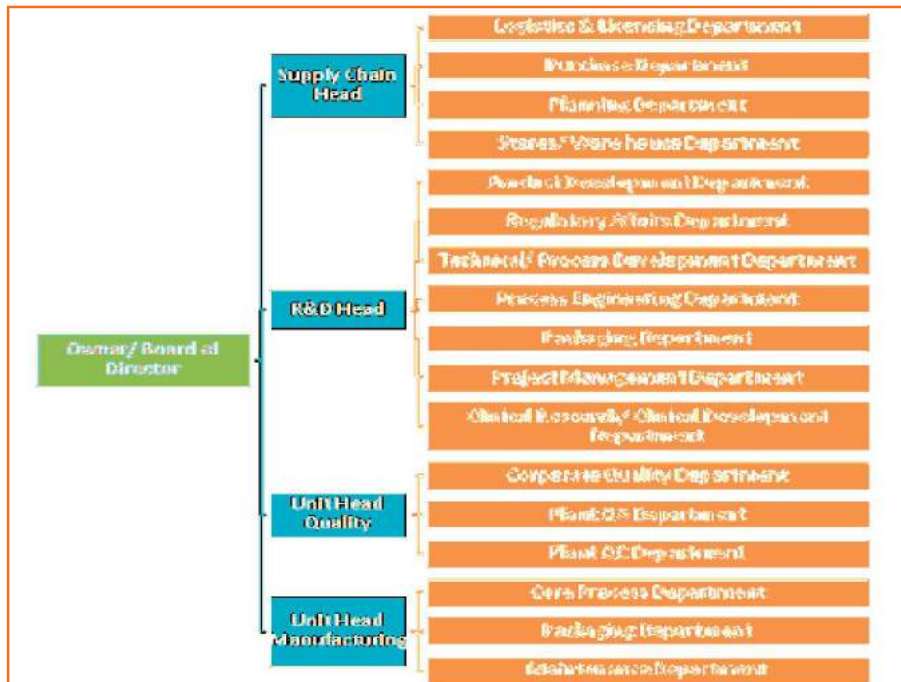 Logistics & Licencing Department
Supply Chain
Head
Purchase Department
Planning Department
Stores/ Ware house Department
Product Development Department
Regulatory Affairs Department
Technical/ Process Development Department
R&D Head
Process Engineering Department
Packaging Department
Project Management Department
Clinical Research/ Clinical Development
Department
Owner/ Board of
Director
Corporate Quality Department
Unit Head
Quality
Plant QA Department
Plant QC Department
Core Process Department
Unit Head
Manufacturing
Packaging Department
Maintenance Department